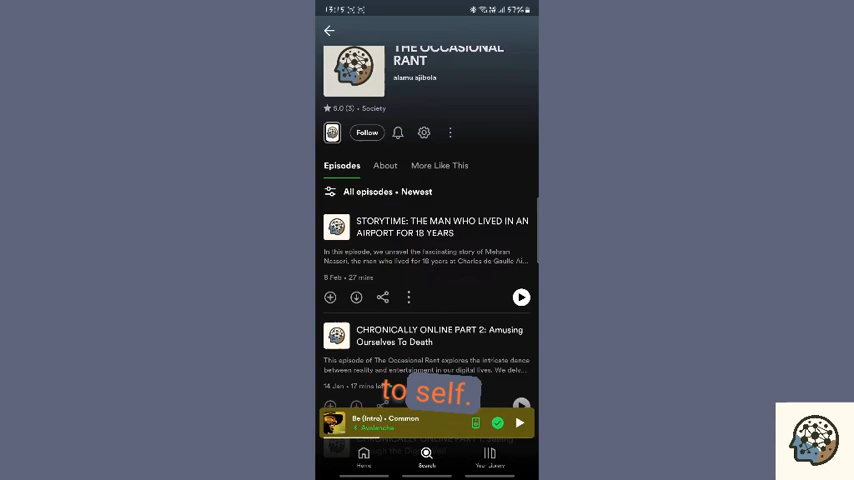 13:15
57%
THE OCCASIONAL
RANT
alamu ajibola
5.0 (3) • Society
Follow
Episodes About More Like This
All episodes • Newest
STORYTIME: THE MAN WHO LIVED IN AN
AIRPORT FOR 18 YEARS
In this episode, we unravel the fascinating story of Mehran
Nasseri, the man who lived for 18 years at Charles de Gaulle Ai...
8 Feb • 27 mins
CHRONICALLY ONLINE PART 2: Amusing
Ourselves To Death
This episode of The Occasional Rant explores the intricate dance
between reality and entertainment in our digital lives. We delv...
14 Jan • 17 mins
to self.
Be (Intro) • Common
Avalanche
Home Search Your Library